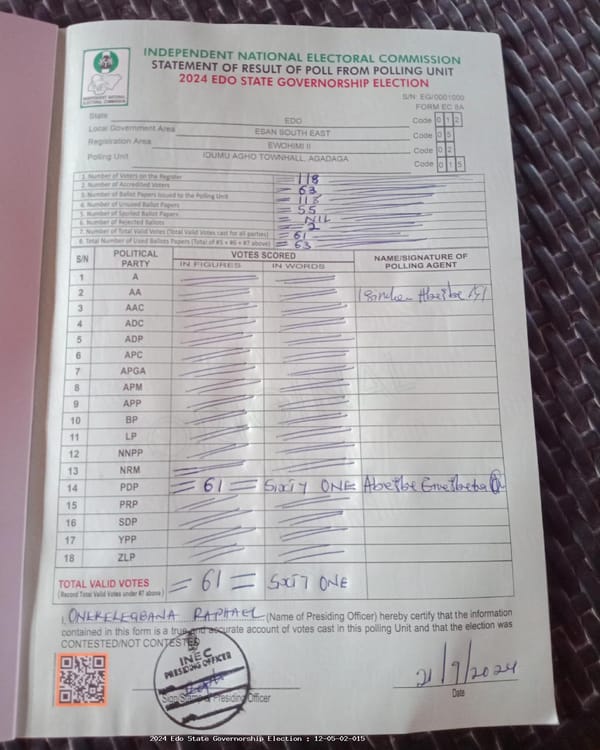 INDEPENDENT NATIONAL ELECTORAL COMMISSION
STATEMENT OF RESULT OF POLL FROM POLLING UNIT
2024 EDO STATE GOVERNORSHIP ELECTION
INDEPENDENT NATIONAL ELECTORAL COMMISSION
S/N: EG/0001000
FORM EC 8A
State EDO Code 0 1 2
Local Government Area ESAN SOUTH EAST Code 0 5
Registration Area EWOHIMI II Code 0 2
Polling Unit IDUMU AGHO TOWNHALL, AGADAGA Code 0 1 5
1. Number of Voters on the Register 118
2. Number of Accredited Voters 63
3. Number of Ballot Papers Issued to the Polling Unit 118
4. Number of Unused Ballot Papers 55
5. Number of Spoiled Ballot Papers NIL
6. Number of Rejected Ballots 2
7. Number of Total Valid Votes (Total Valid Votes cast for all parties) 61
8. Total Number of Used Ballots Papers (Total of #5 + #6 + #7 above) 63
S/N POLITICAL PARTY VOTES SCORED NAME/SIGNATURE OF POLLING AGENT
IN FIGURES IN WORDS
1 A
2 AA
3 AAC
4 ADC
5 ADP
6 APC
7 APGA
8 APM
9 APP
10 BP
11 LP
12 NNPP
13 NRM
14 PDP = 61 = SIXTY ONE
15 PRP
16 SDP
17 YPP
18 ZLP
TOTAL VALID VOTES = 61 = SIXTY ONE
(Record Total Valid Votes under #7 above)
I, RAPHAEL (Name of Presiding Officer) hereby certify that the information
contained in this form is a true and accurate account of votes cast in this polling Unit and that the election was
CONTESTED/NOT CONTESTED
INEC
PRESIDING OFFICER
Sign/Stamp Presiding Officer
21/9/2024
Date
2024 Edo State Governorship Election : 12-05-02-015